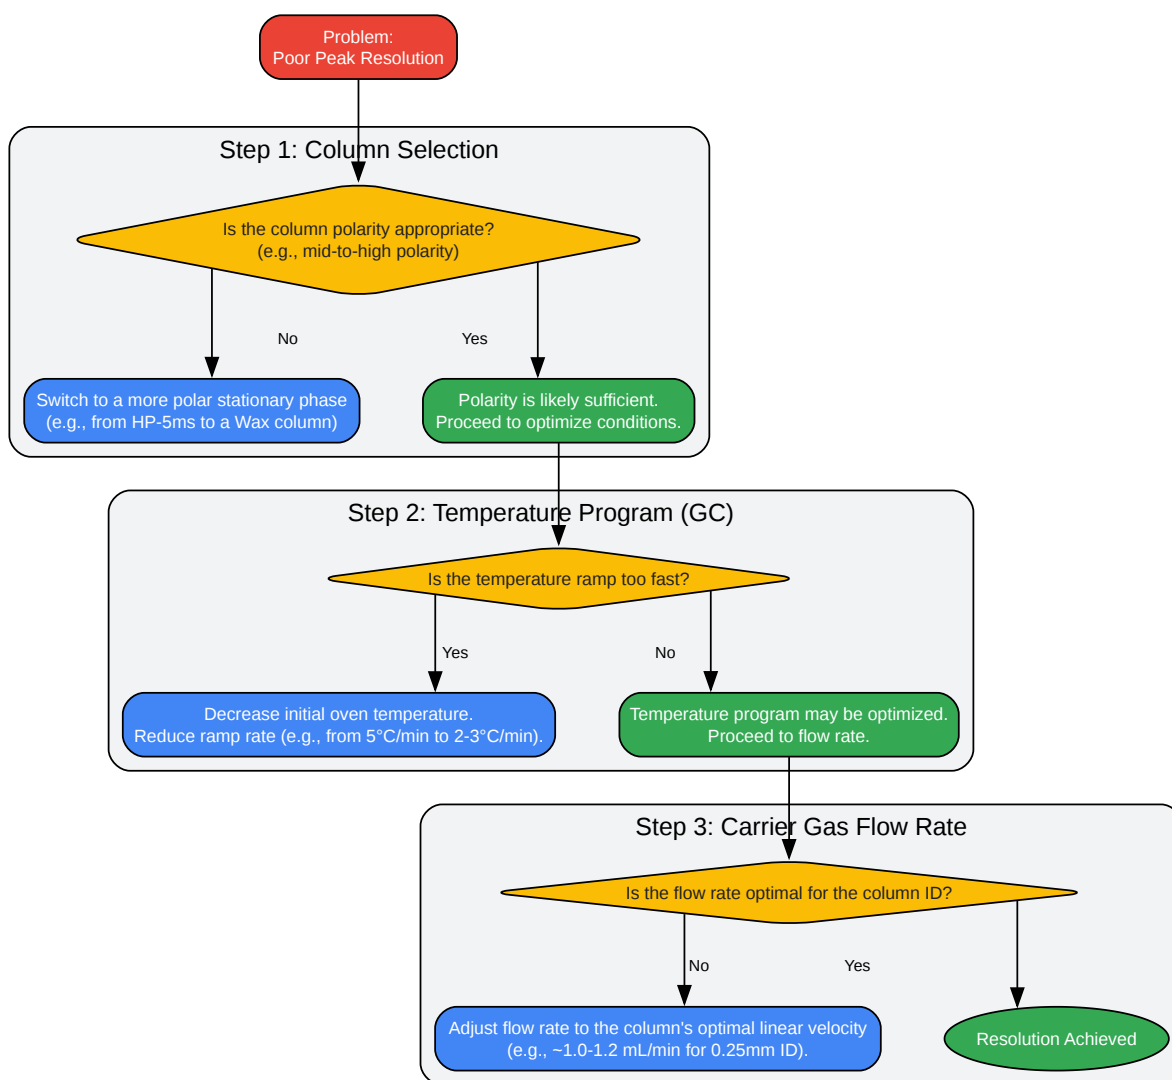 Problem:
Poor Peak Resolution
Step 1: Column Selection
Is the column polarity appropriate?
(e.g., mid-to-high polarity)
No
Yes
Switch to a more polar stationary phase
(e.g., from HP-5ms to a Wax column)
Polarity is likely sufficient.
Proceed to optimize conditions.
Step 2: Temperature Program (GC)
Is the temperature ramp too fast?
Yes
No
Decrease initial oven temperature.
Reduce ramp rate (e.g., from 5°C/min to 2-3°C/min).
Temperature program may be optimized.
Proceed to flow rate.
Step 3: Carrier Gas Flow Rate
Is the flow rate optimal for the column ID?
No
Yes
Adjust flow rate to the column's optimal linear velocity
(e.g., ~1.0-1.2 mL/min for 0.25mm ID).
Resolution Achieved